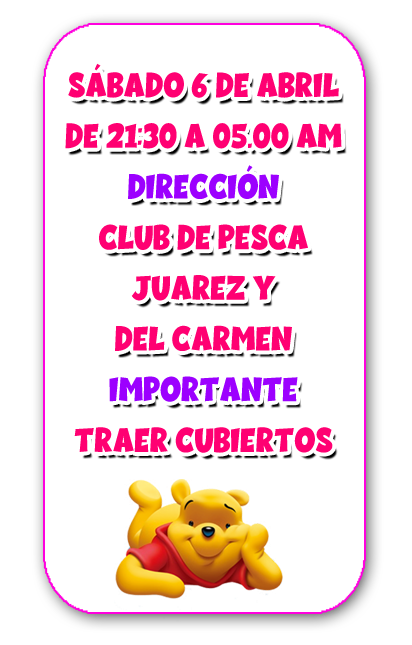 SÁBADO 6 DE ABRIL
DE 21:30 A 05.00 AM
DIRECCIÓN
CLUB DE PESCA
JUAREZ Y
DEL CARMEN
IMPORTANTE
TRAER CUBIERTOS